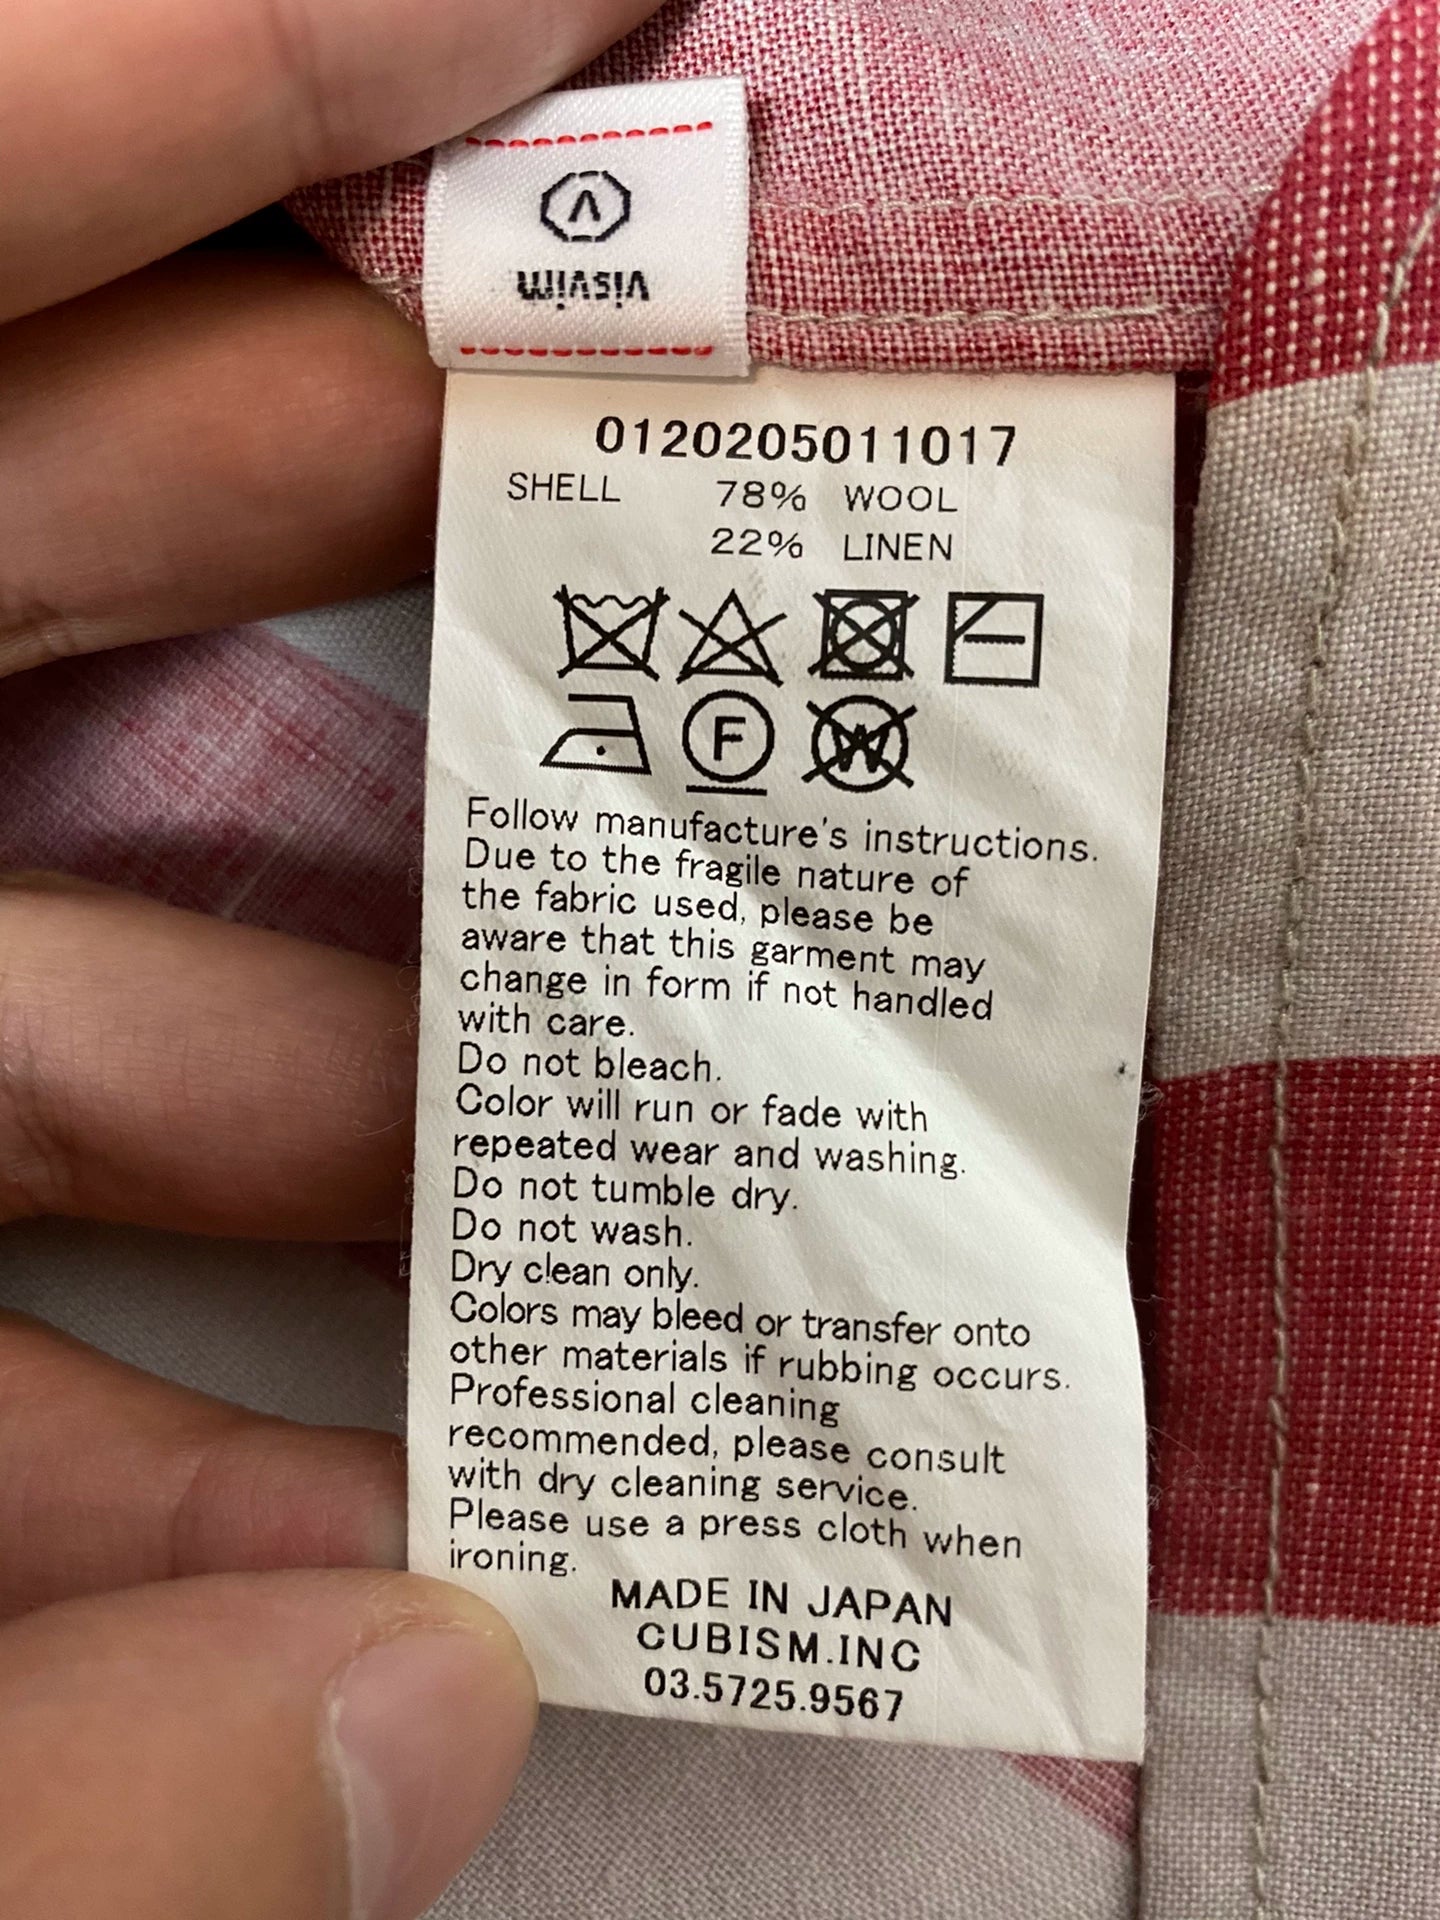 visvim
0120205011017
SHELL 78% WOOL
22% LINEN
F
W
Follow manufacture's instructions.
Due to the fragile nature of
the fabric used, please be
aware that this garment may
change in form if not handled
with care.
Do not bleach.
Color will run or fade with
repeated wear and washing.
Do not tumble dry.
Do not wash.
Dry clean only.
Colors may bleed or transfer onto
other materials if rubbing occurs.
Professional cleaning
recommended, please consult
with dry cleaning service.
Please use a press cloth when
ironing.
MADE IN JAPAN
CUBISM.INC
03.5725.9567